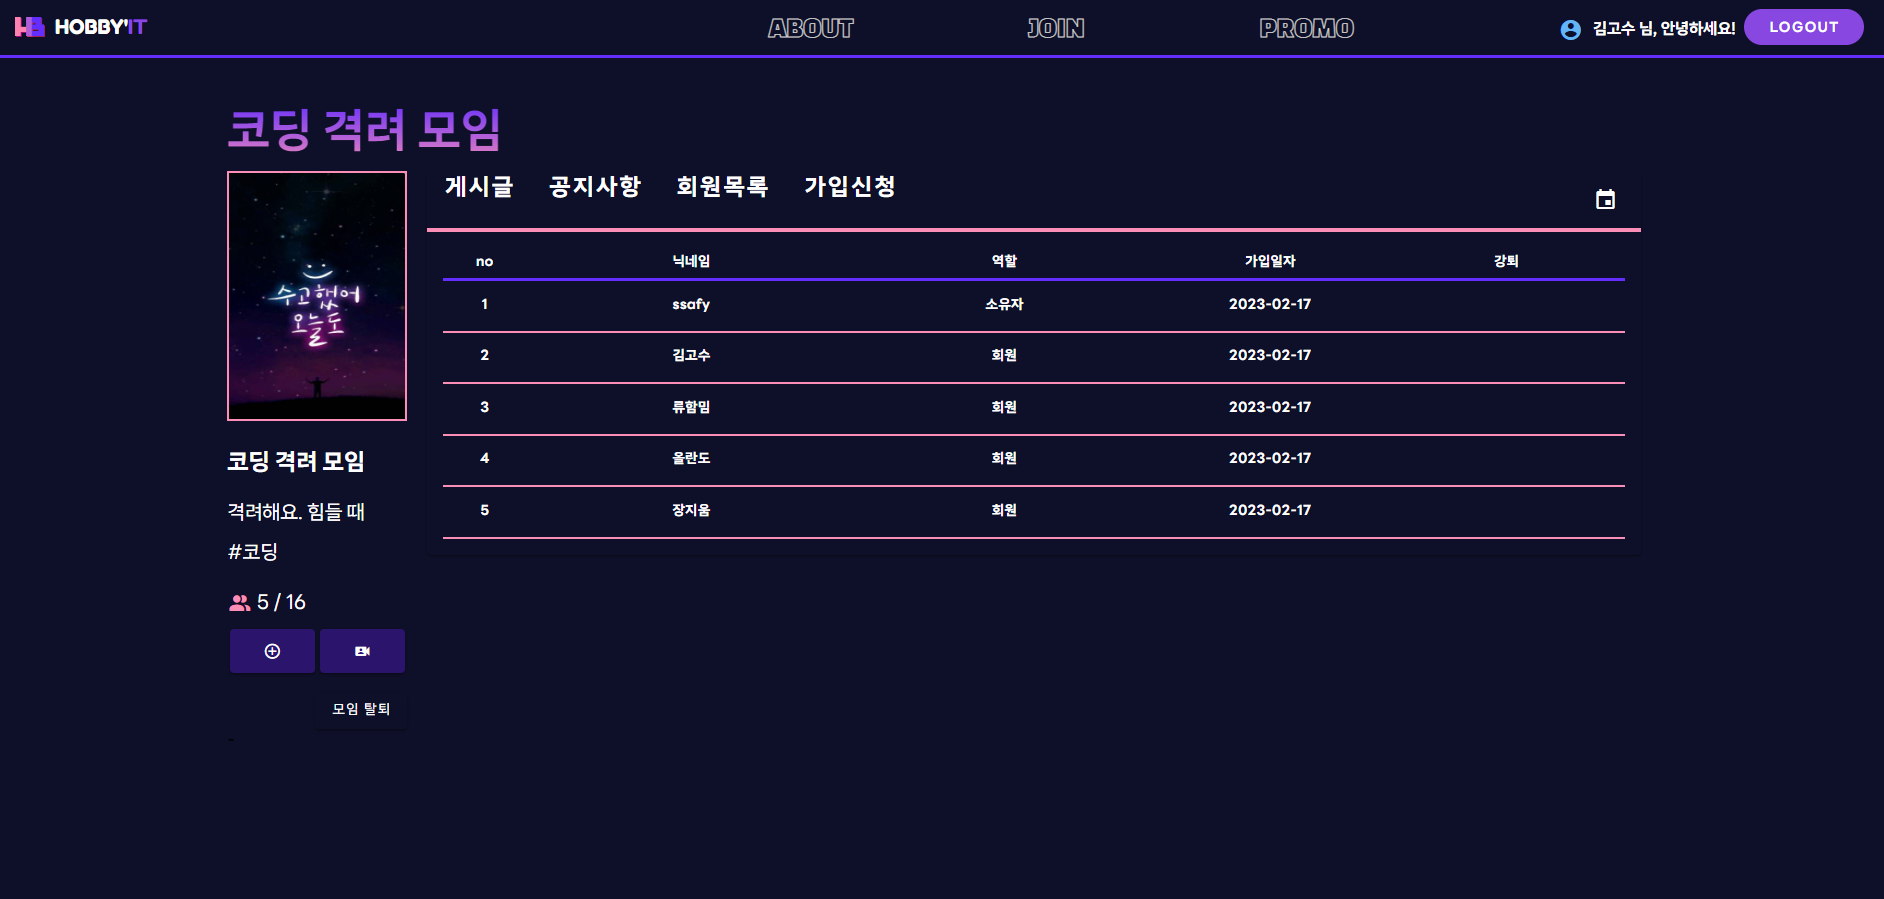 HOBBY'IT ABOUT JOIN PROMO 김고수 님, 안녕하세요! LOGOUT
코딩 격려 모임
게시글 공지사항 회원목록 가입신청
수고했어
오늘도
no 닉네임 역할 가입일자 강퇴
1 ssafy 소유자 2023-02-17
2 김고수 회원 2023-02-17
3 류함밈 회원 2023-02-17
4 올란도 회원 2023-02-17
5 장지움 회원 2023-02-17
코딩 격려 모임
격려해요. 힘들 때
#코딩
5 / 16
모임 탈퇴